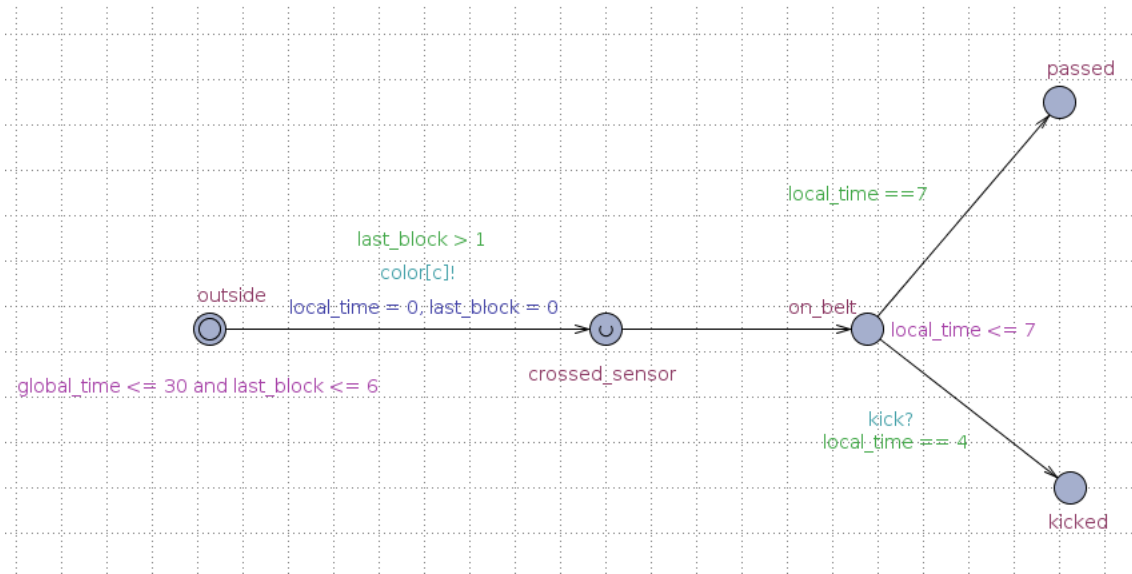 passed
local_time ==7
last_block > 1
color[c]!
outside
local_time = 0, last_block = 0
on_belt
local_time <= 7
crossed_sensor
global_time <= 30 and last_block <= 6
kick?
local_time == 4
kicked